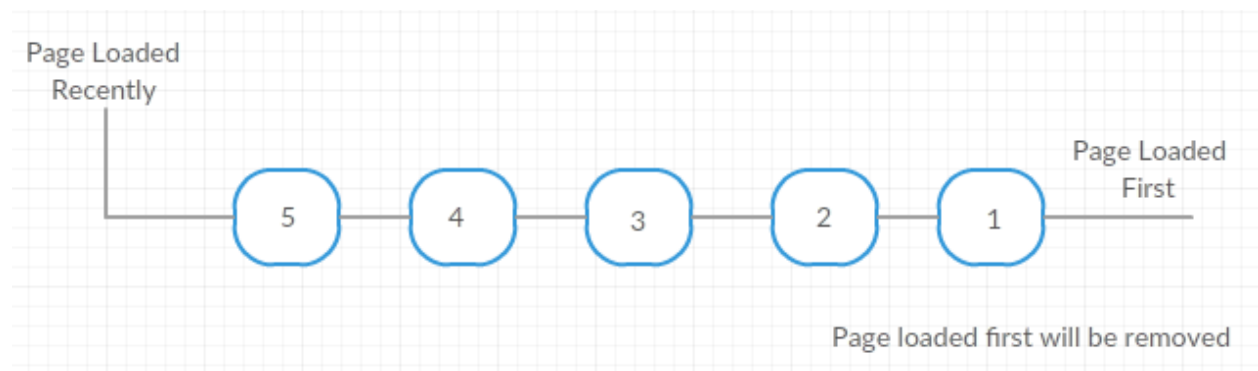 Page Loaded
Recently
Page Loaded
First
5 4 3 2 1
Page loaded first will be removed